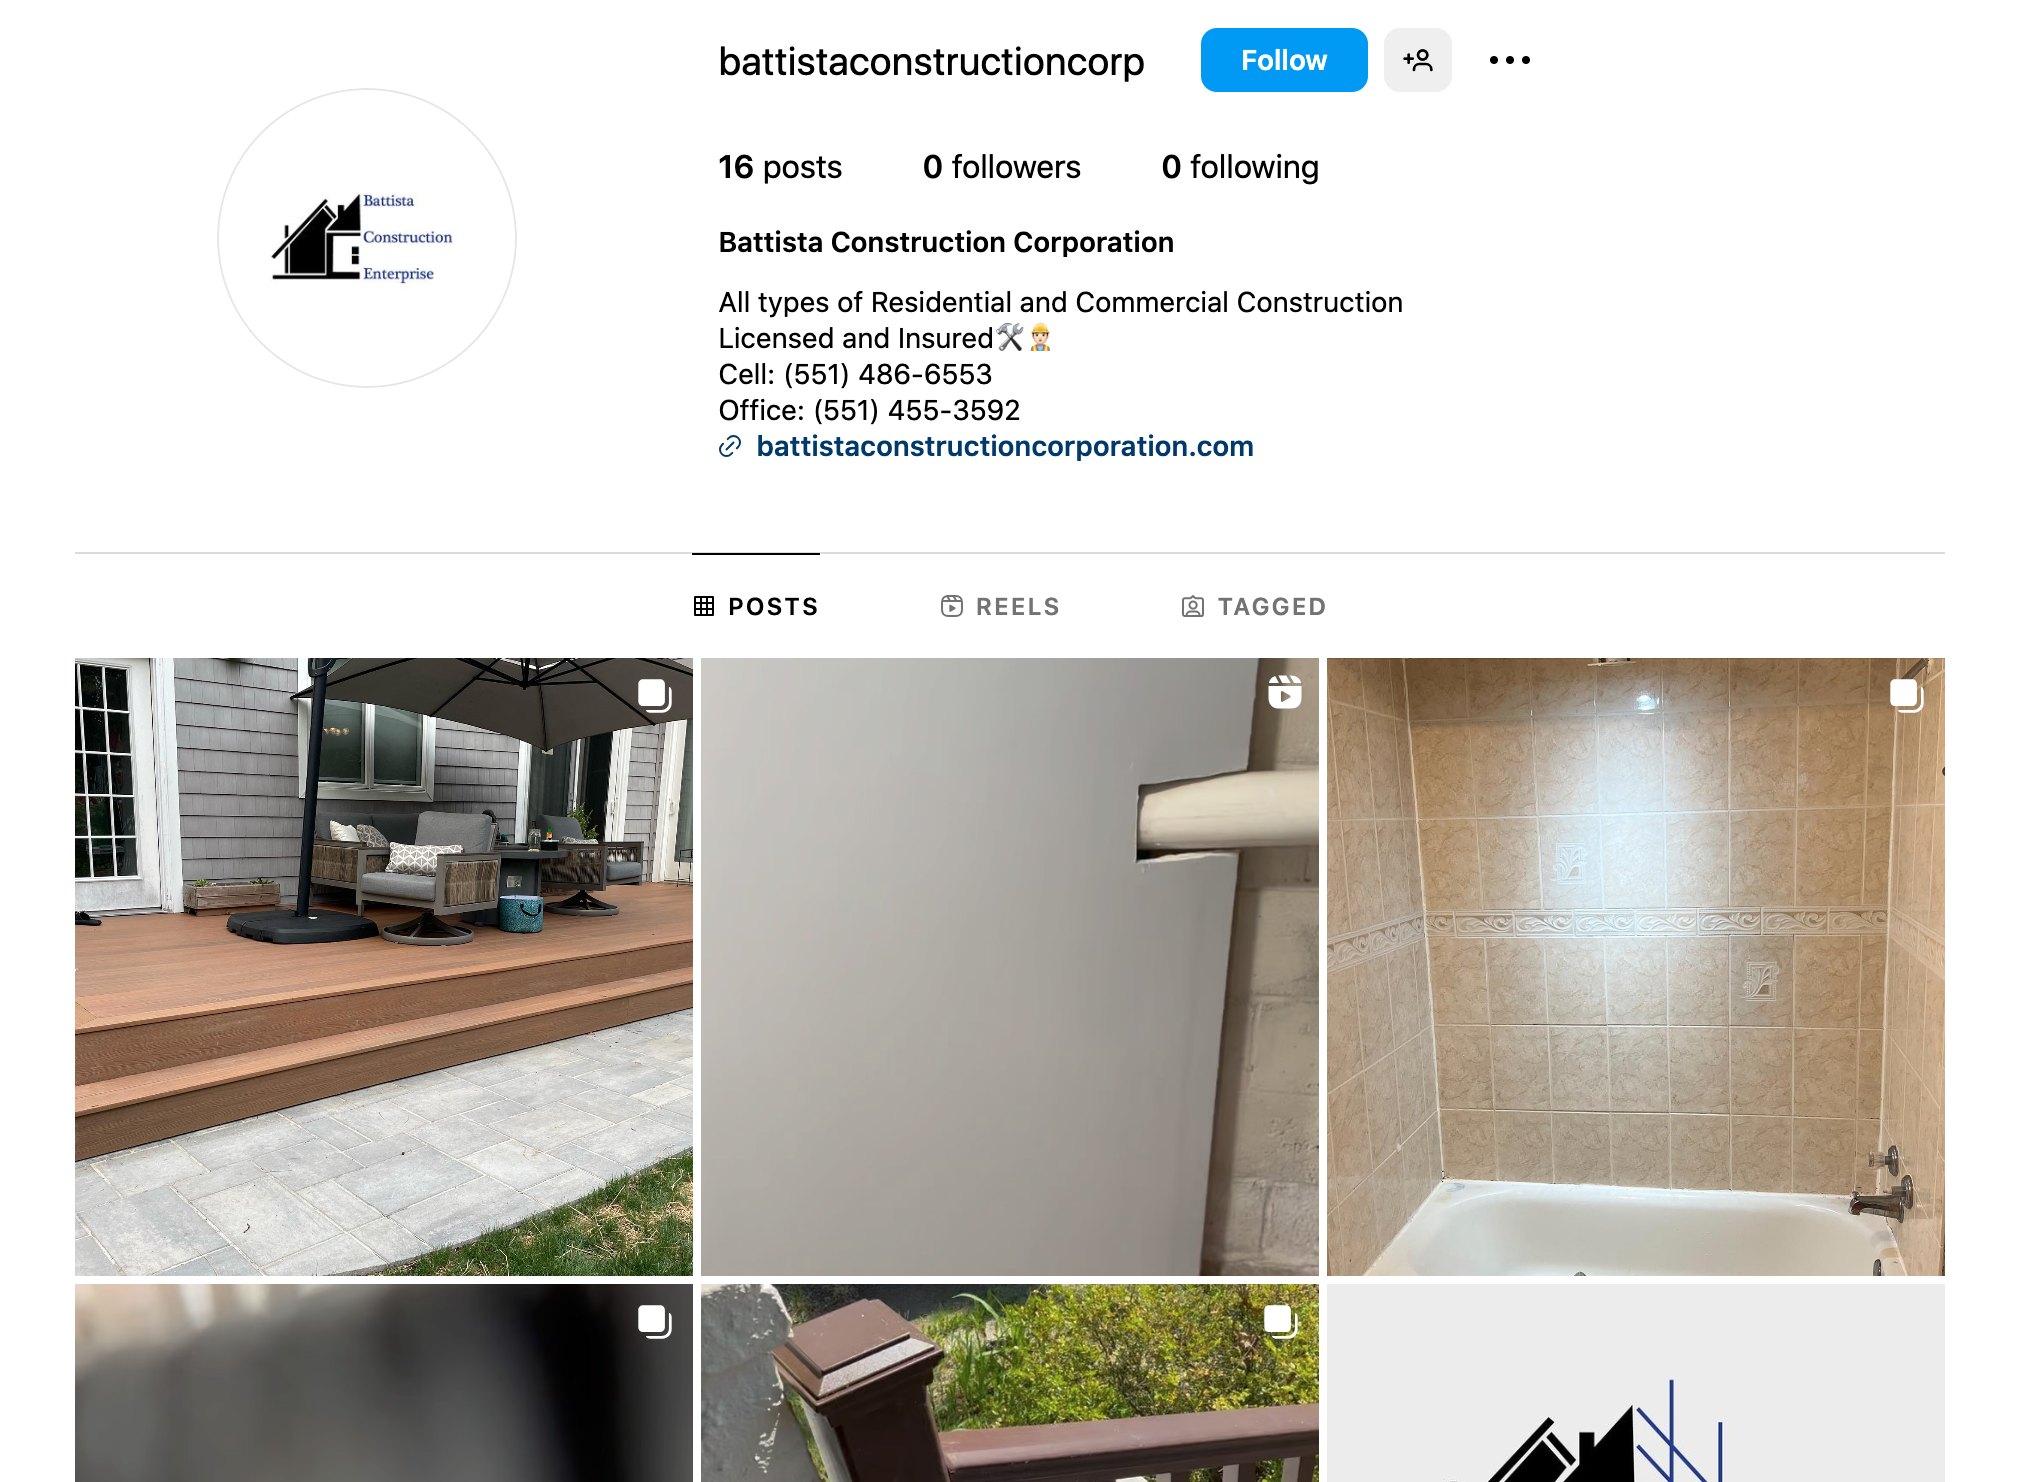 battistaconstructioncorp Follow
16 posts 0 followers 0 following
Battista
Construction
Enterprise
Battista Construction Corporation
All types of Residential and Commercial Construction
Licensed and Insured🛠️👷🏻
Cell: (551) 486-6553
Office: (551) 455-3592
battistaconstructioncorporation.com
POSTS REELS TAGGED